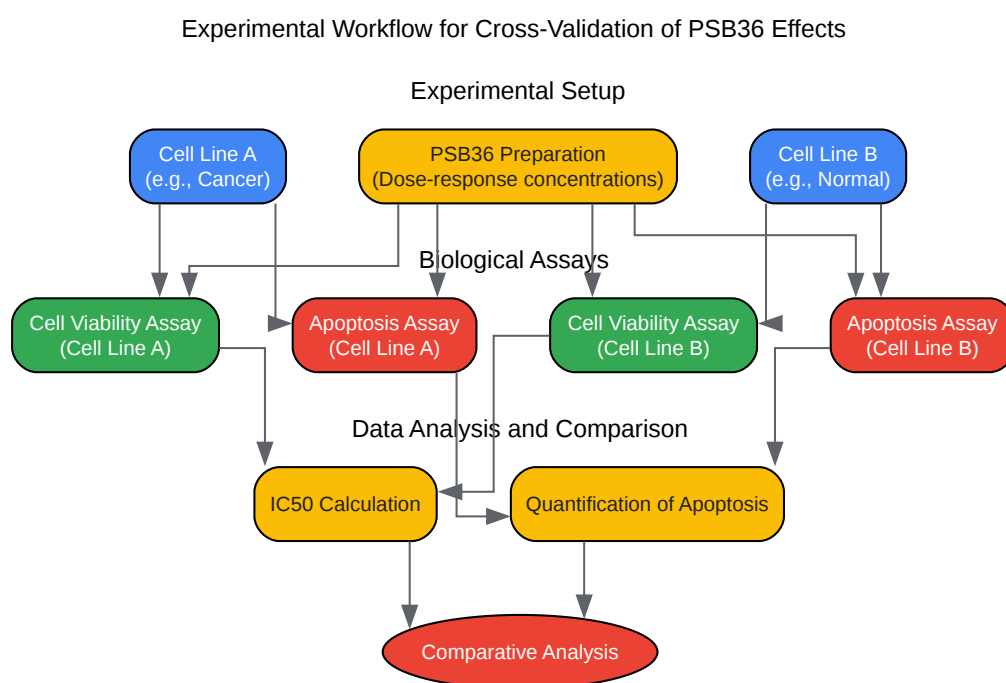 Experimental Workflow for Cross-Validation of PSB36 Effects
Experimental Setup
Cell Line A
(e.g., Cancer)
PSB36 Preparation
(Dose-response concentrations)
Cell Line B
(e.g., Normal)
Biological Assays
Cell Viability Assay
(Cell Line A)
Apoptosis Assay
(Cell Line A)
Cell Viability Assay
(Cell Line B)
Apoptosis Assay
(Cell Line B)
Data Analysis and Comparison
IC50 Calculation
Quantification of Apoptosis
Comparative Analysis